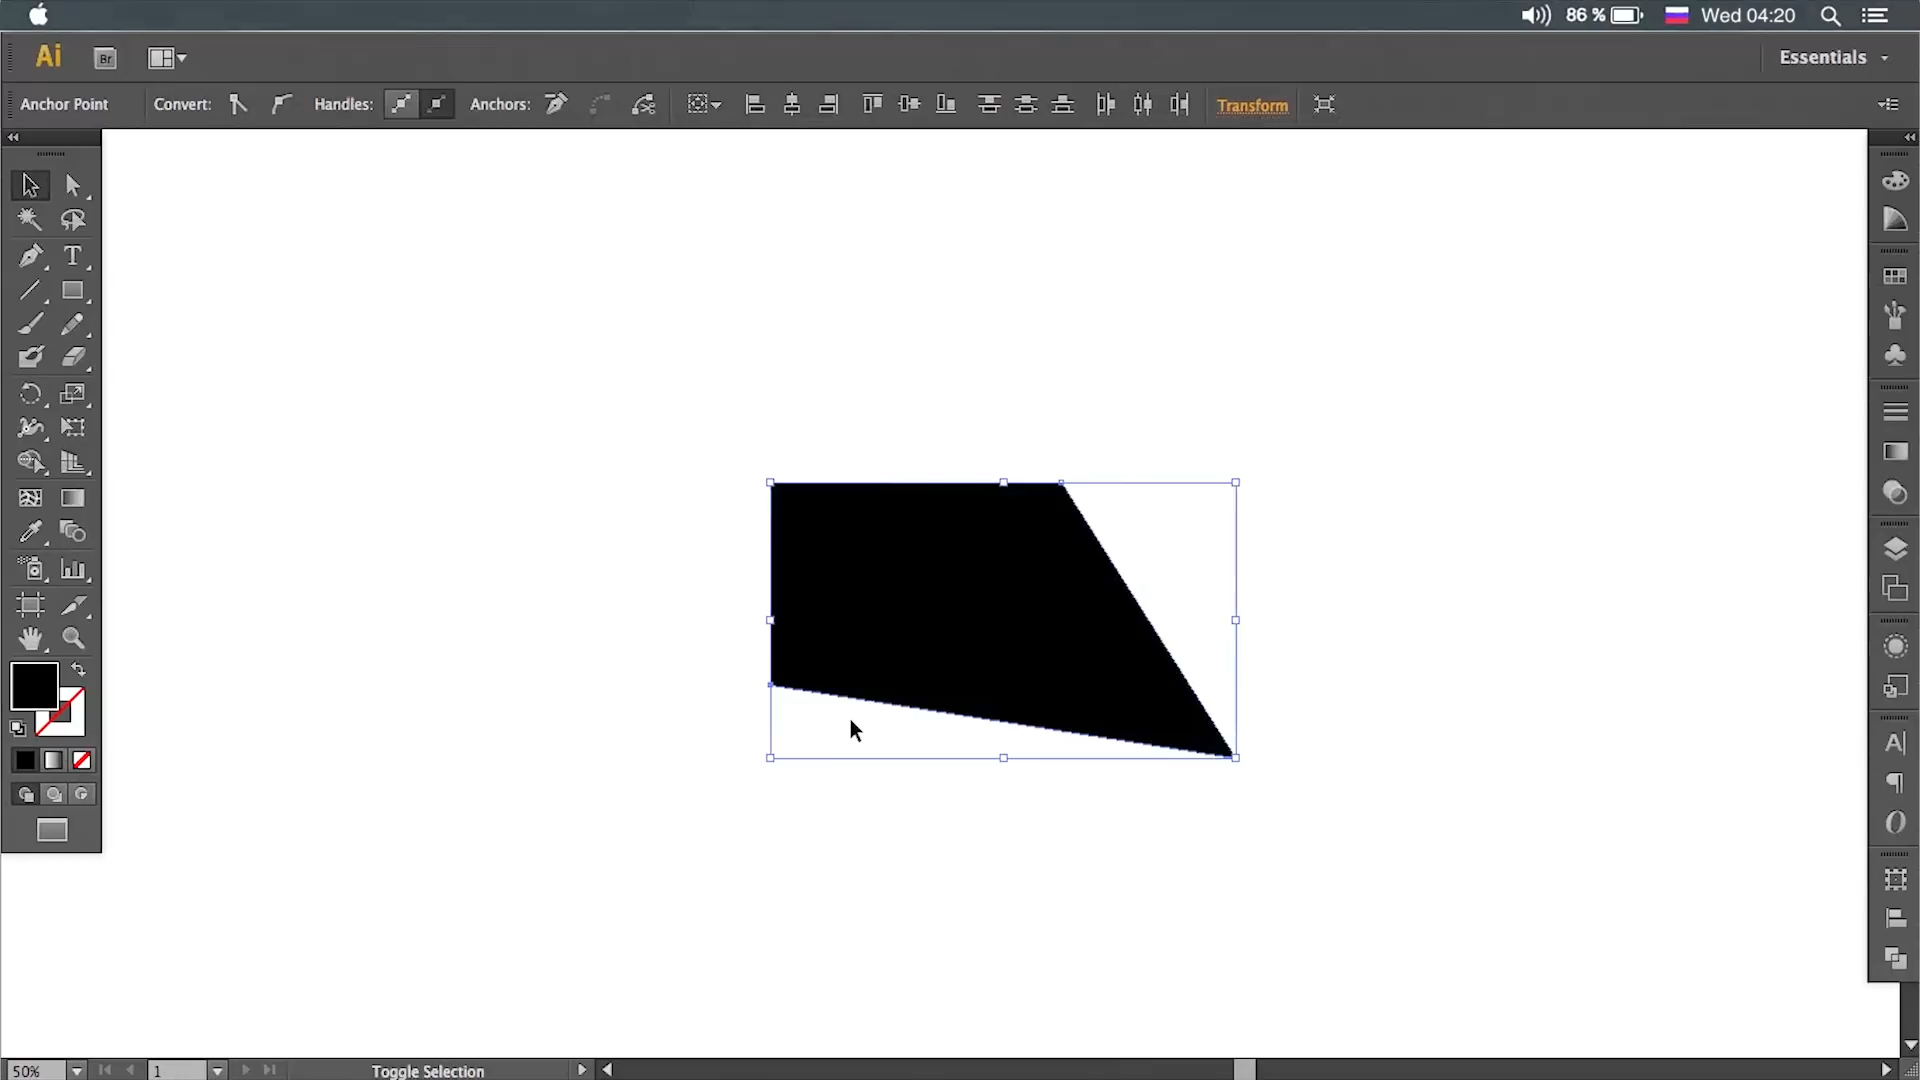 86 %
Wed 04:20
Ai
Br
Essentials
Anchor Point
Convert:
Handles:
Anchors:
Transform
T
A
50%
1
Toggle Selection